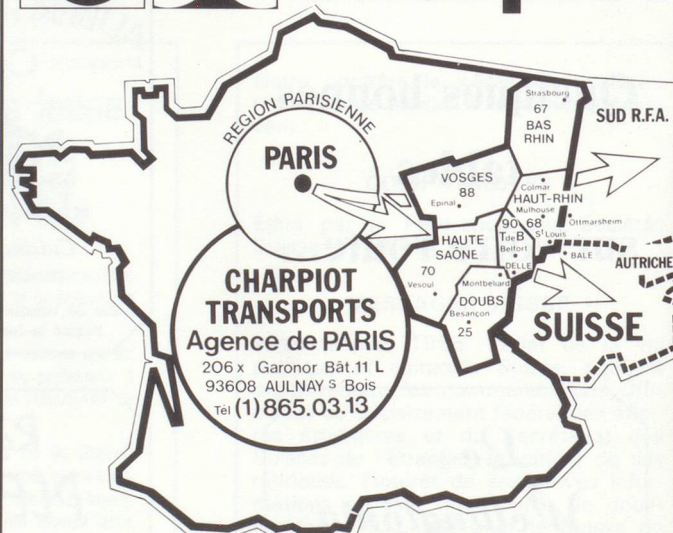 REGION PARISIENNE
PARIS
Strasbourg
67
BAS
RHIN
SUD R.F.A.
VOSGES
88
Epinal
Colmar
HAUT-RHIN
Mulhouse
68
Ottmarsheim
St Louis
90
T de B
Belfort
DELLE
BALE
AUTRICHE
HAUTE
SAÔNE
70
Vesoul
Montbéliard
DOUBS
Besançon
25
SUISSE
CHARPIOT
TRANSPORTS
Agence de PARIS
206 x Garonor Bât.11 L
93608 AULNAY S Bois
Tél (1) 865.03.13